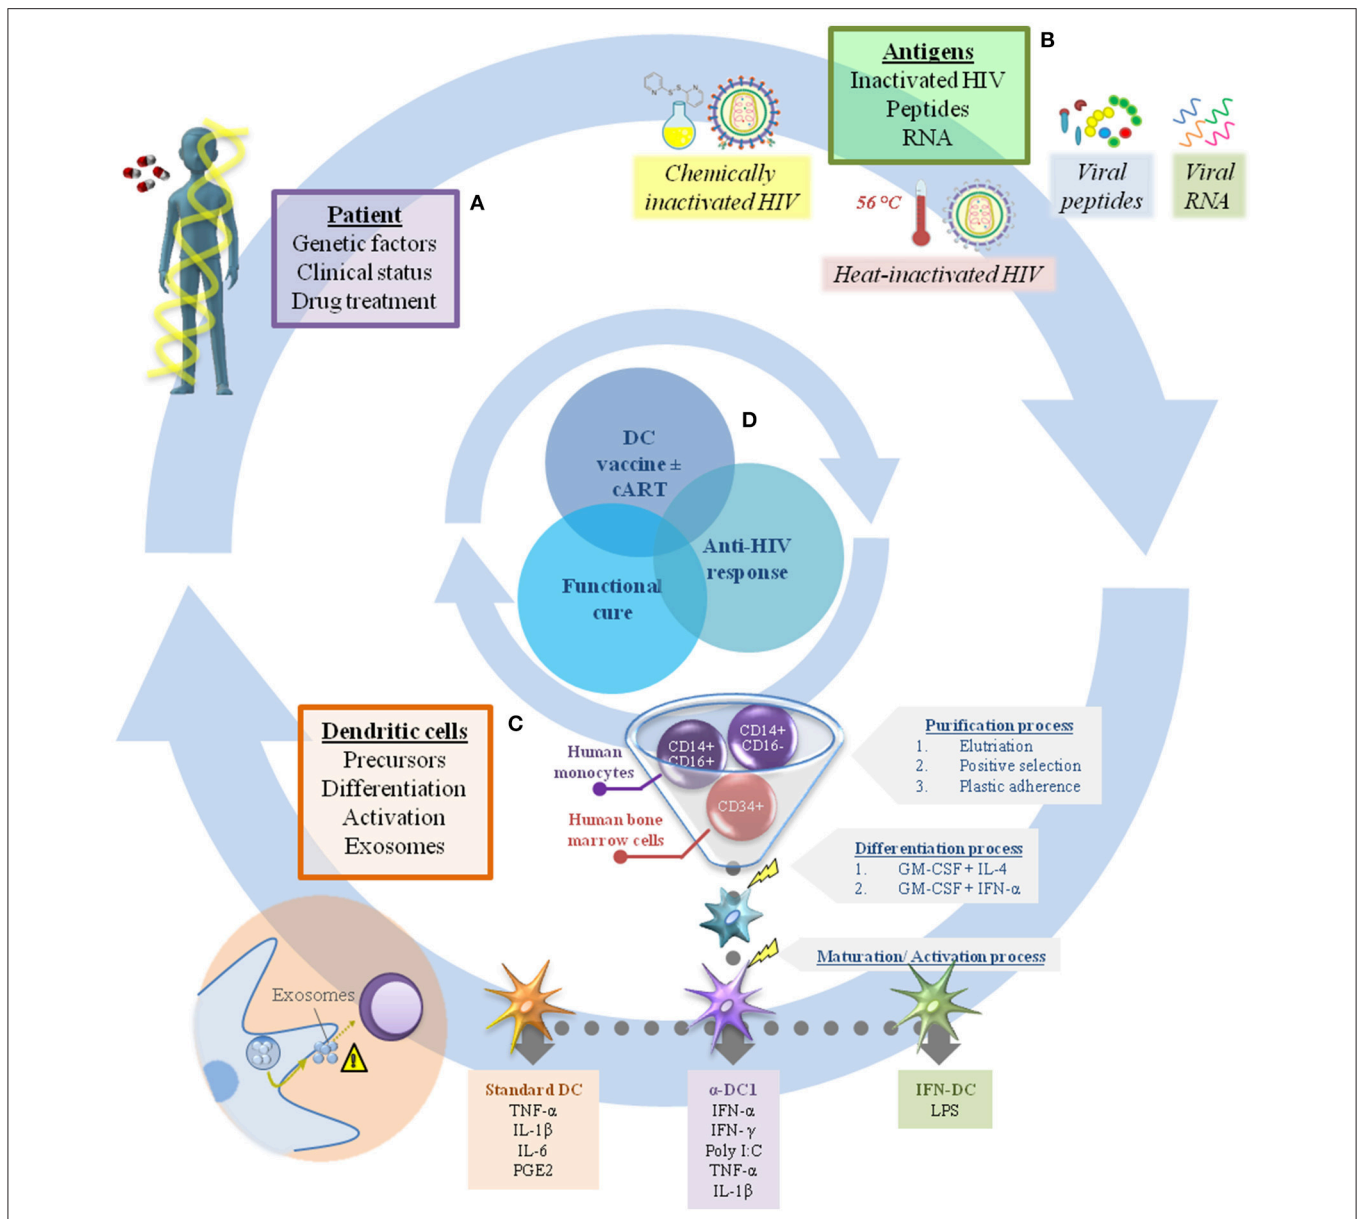 A
Patient
Genetic factors
Clinical status
Drug treatment
B
Antigens
Inactivated HIV
Peptides
RNA
Chemically
inactivated HIV
56 °C
Heat-inactivated HIV
Viral
peptides
Viral
RNA
D
DC
vaccine ±
cART
Anti-HIV
response
Functional
cure
C
Dendritic cells
Precursors
Differentiation
Activation
Exosomes
Human
monocytes
CD14+
CD16+
CD14+
CD16-
CD34+
Human bone
marrow cells
Purification process
1. Elutriation
2. Positive selection
3. Plastic adherence
Differentiation process
1. GM-CSF + IL-4
2. GM-CSF + IFN-α
Maturation/ Activation process
Exosomes
!
Standard DC
TNF-α
IL-1β
IL-6
PGE2
α-DC1
IFN-α
IFN- γ
Poly I:C
TNF-α
IL-1β
IFN-DC
LPS